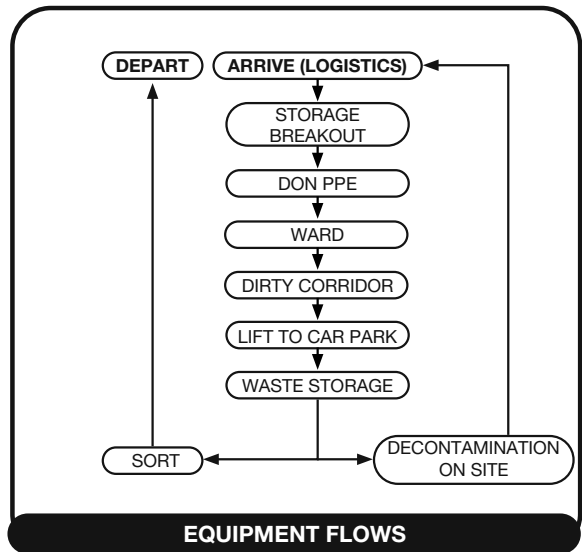 DEPART
ARRIVE (LOGISTICS)
STORAGE
BREAKOUT
DON PPE
WARD
DIRTY CORRIDOR
LIFT TO CAR PARK
WASTE STORAGE
SORT
DECONTAMINATION
ON SITE
EQUIPMENT FLOWS